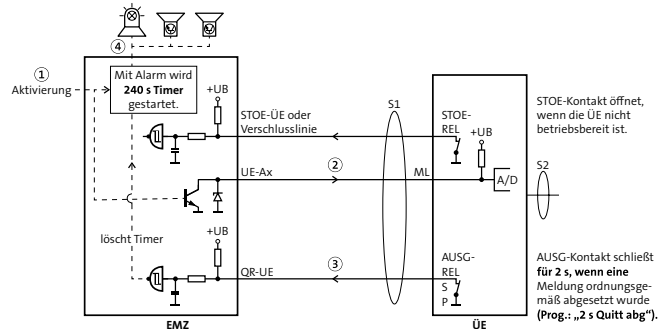 ④
①
Aktivierung
Mit Alarm wird
240 s Timer
gestartet.
+UB
STOE-ÜE oder
Verschlusslinie
S1
STOE-
REL
+UB
STOE-Kontakt öffnet,
wenn die ÜE nicht
betriebsbereit ist.
UE-Ax
②
ML
A/D
S2
löscht Timer
+UB
QR-UE
③
AUSG-
REL
S
P
AUSG-Kontakt schließt
für 2 s, wenn eine
Meldung ordnungsge-
mäß abgesetzt wurde
(Prog.: „2 s Quitt abg“).
EMZ
ÜE